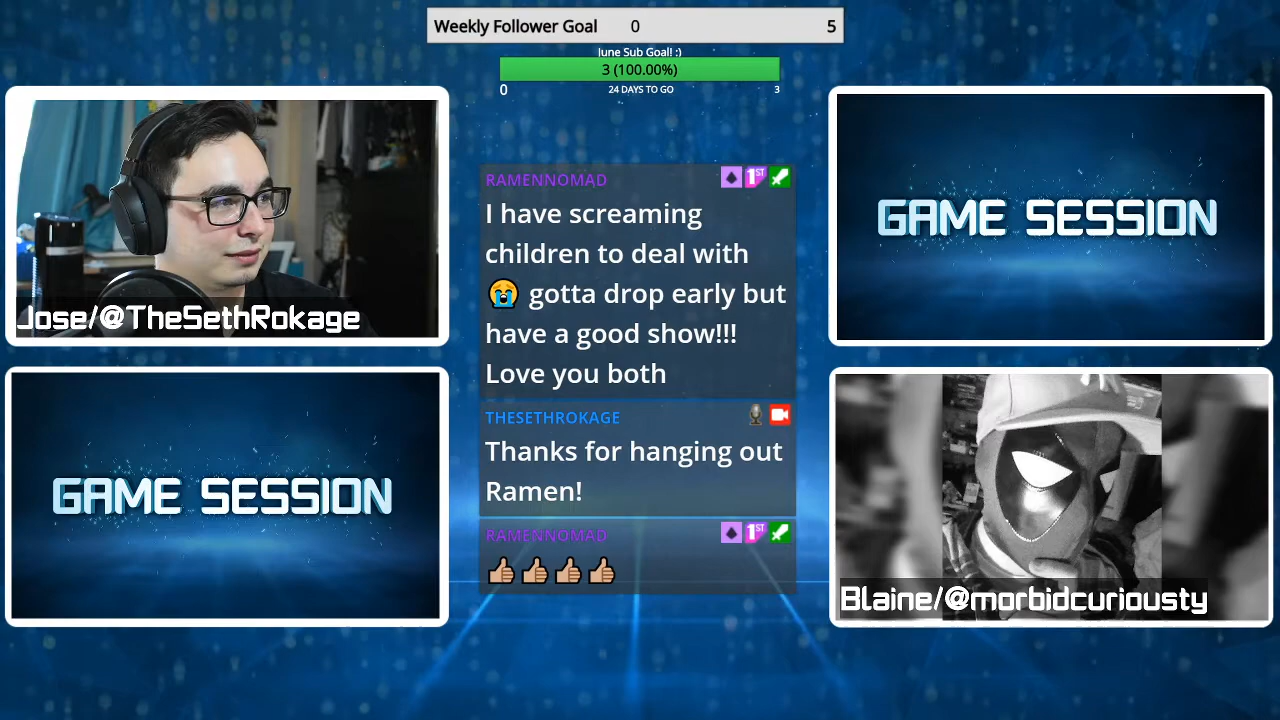 Weekly Follower Goal 0 5
June Sub Goal! :)
3 (100.00%)
0 24 DAYS TO GO 3
Jose/@TheSethRokage
GAME SESSION
RAMENNOMAD 1ST
I have screaming
children to deal with
😭 gotta drop early but
have a good show!!!
Love you both
THESETHROKAGE
Thanks for hanging out
Ramen!
RAMENNOMAD 1ST
👍🏼👍🏼👍🏼👍🏼
GAME SESSION
Blaine/@morbidcuriousty